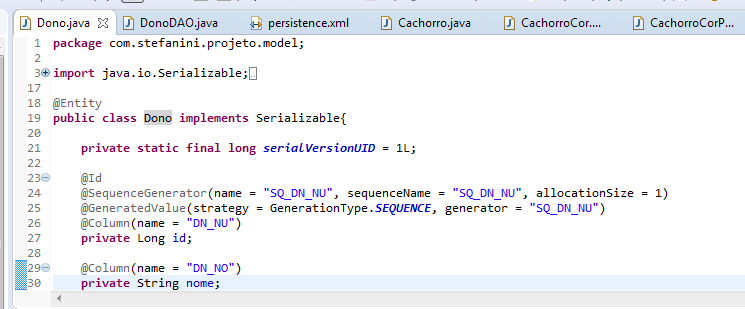 Dono.java DonoDAO.java persistence.xml Cachorro.java CachorroCor.... CachorroCorP...
1 package com.stefanini.projeto.model;
2
3 import java.io.Serializable;
17
18 @Entity
19 public class Dono implements Serializable{
20
21 private static final long serialVersionUID = 1L;
22
23 @Id
24 @SequenceGenerator(name = "SQ_DN_NU", sequenceName = "SQ_DN_NU", allocationSize = 1)
25 @GeneratedValue(strategy = GenerationType.SEQUENCE, generator = "SQ_DN_NU")
26 @Column(name = "DN_NU")
27 private Long id;
28
29 @Column(name = "DN_NO")
30 private String nome;